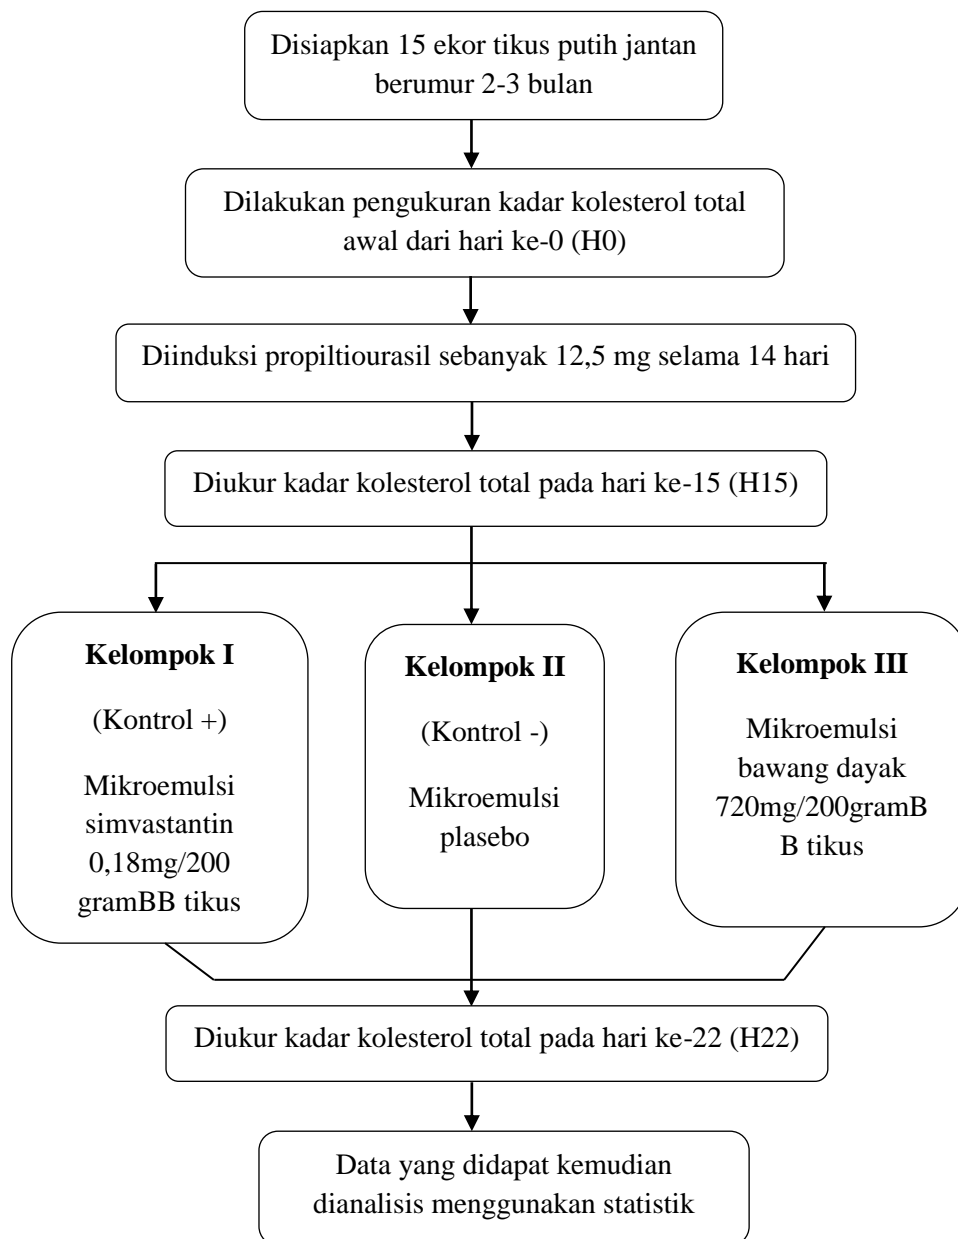 Disiapkan 15 ekor tikus putih jantan
berumur 2-3 bulan
Dilakukan pengukuran kadar kolesterol total
awal dari hari ke-0 (H0)
Diinduksi propiltiourasil sebanyak 12,5 mg selama 14 hari
Diukur kadar kolesterol total pada hari ke-15 (H15)
Kelompok I
(Kontrol +)
Mikroemulsi
simvastantin
0,18mg/200
gramBB tikus
Kelompok II
(Kontrol -)
Mikroemulsi
plasebo
Kelompok III
Mikroemulsi
bawang dayak
720mg/200gramB
B tikus
Diukur kadar kolesterol total pada hari ke-22 (H22)
Data yang didapat kemudian
dianalisis menggunakan statistik